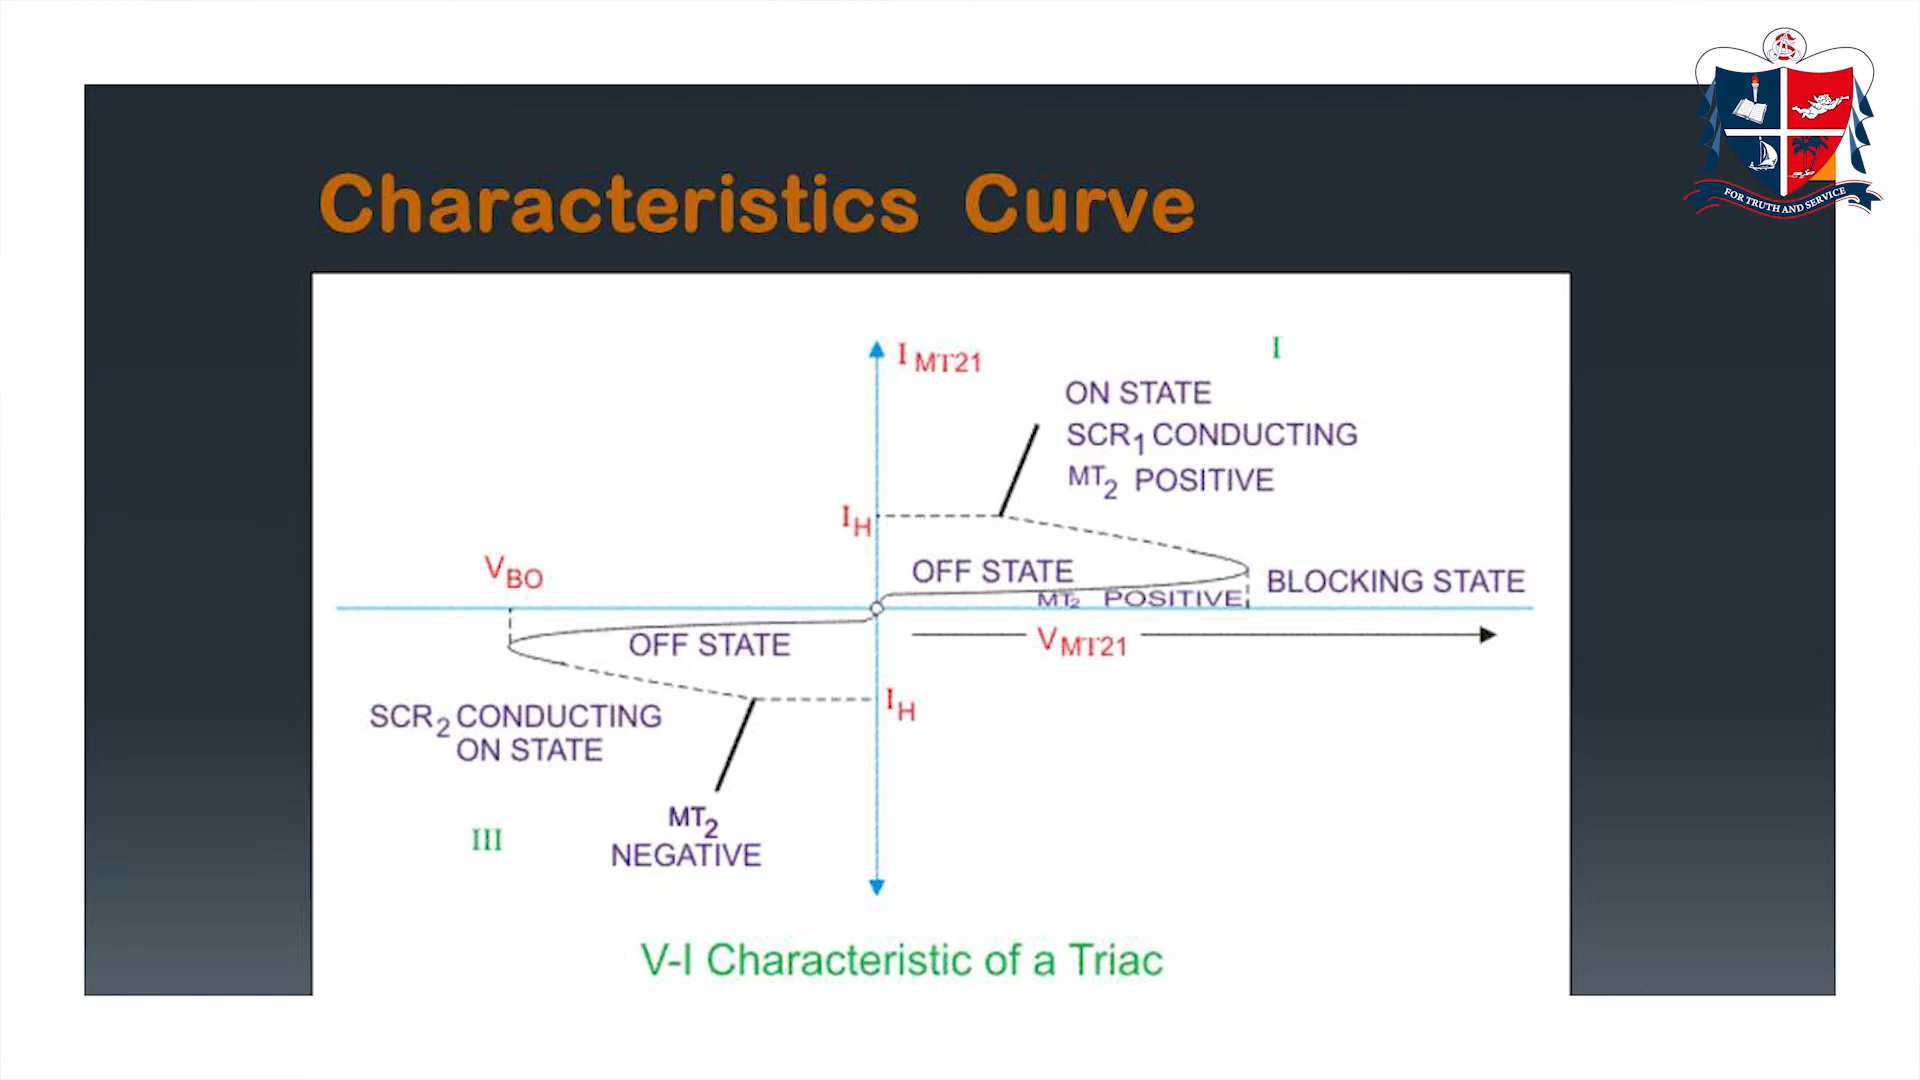 FOR TRUTH AND SERVICE
Characteristics Curve
I MT21
I
ON STATE
SCR1 CONDUCTING
MT2 POSITIVE
IH
VBO
OFF STATE
BLOCKING STATE
MT2 POSITIVE
VMT21
OFF STATE
IH
SCR2 CONDUCTING
ON STATE
MT2
NEGATIVE
III
V-I Characteristic of a Triac